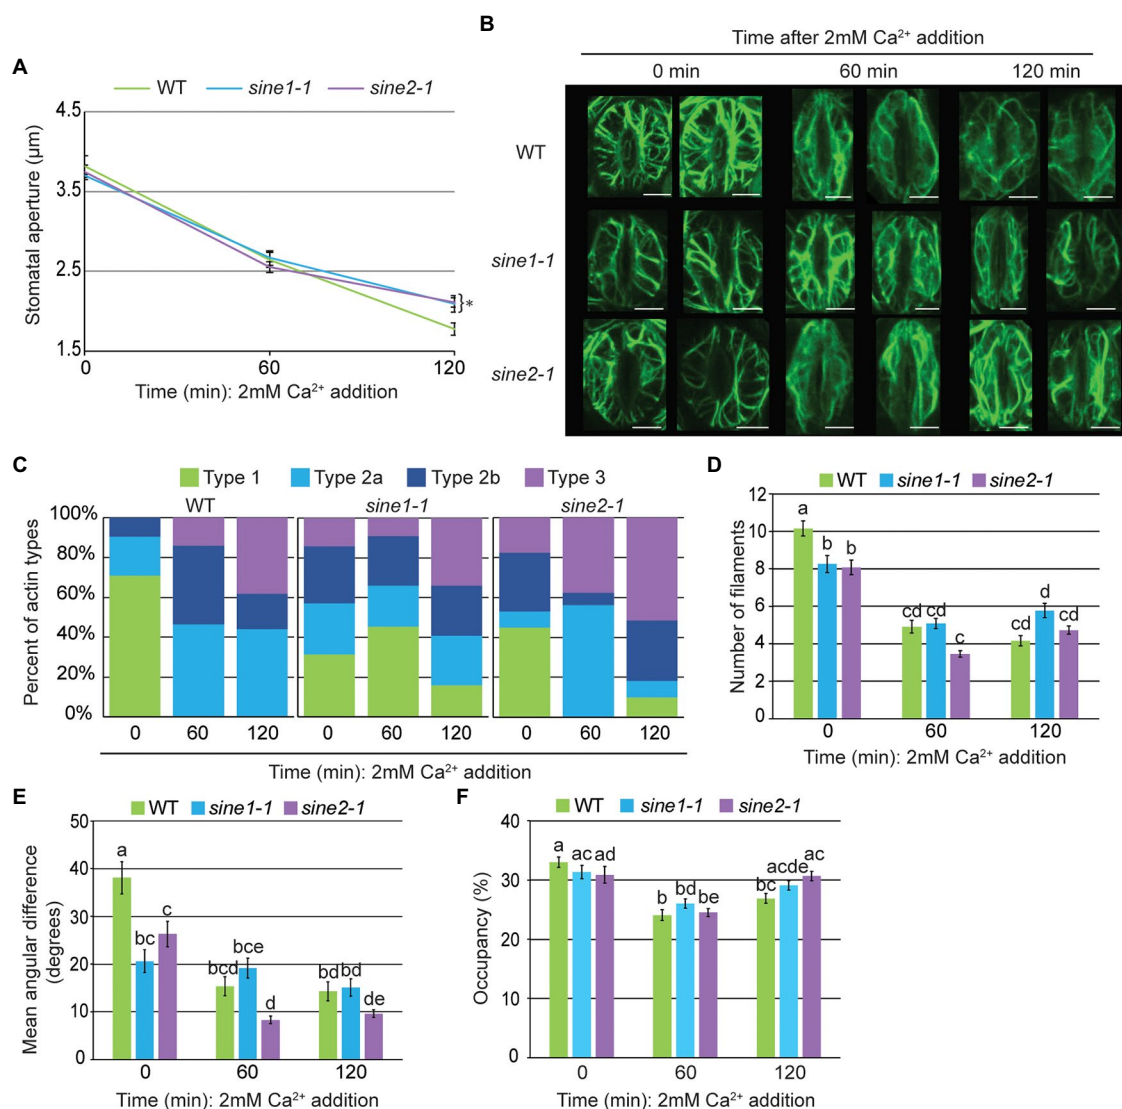 A
WT sine1-1 sine2-1
4.5
3.5
2.5
1.5
Stomatal aperture (µm)
*
0 60 120
Time (min): 2mM Ca²⁺ addition
B
Time after 2mM Ca²⁺ addition
0 min 60 min 120 min
WT
sine1-1
sine2-1
C
Type 1 Type 2a Type 2b Type 3
WT sine1-1 sine2-1
100%
80%
60%
40%
20%
0%
Percent of actin types
0 60 120 0 60 120 0 60 120
Time (min): 2mM Ca²⁺ addition
D
WT sine1-1 sine2-1
12
10
8
6
4
2
0
Number of filaments
a b b cd cd c cd d cd
0 60 120
Time (min): 2mM Ca²⁺ addition
E
WT sine1-1 sine2-1
50
40
30
20
10
0
Mean angular difference
(degrees)
a bc c bcd bce d bd bd de
0 60 120
Time (min): 2mM Ca²⁺ addition
F
WT sine1-1 sine2-1
40
30
20
10
0
Occupancy (%)
a ac ad b bd be bc acde ac
0 60 120
Time (min): 2mM Ca²⁺ addition